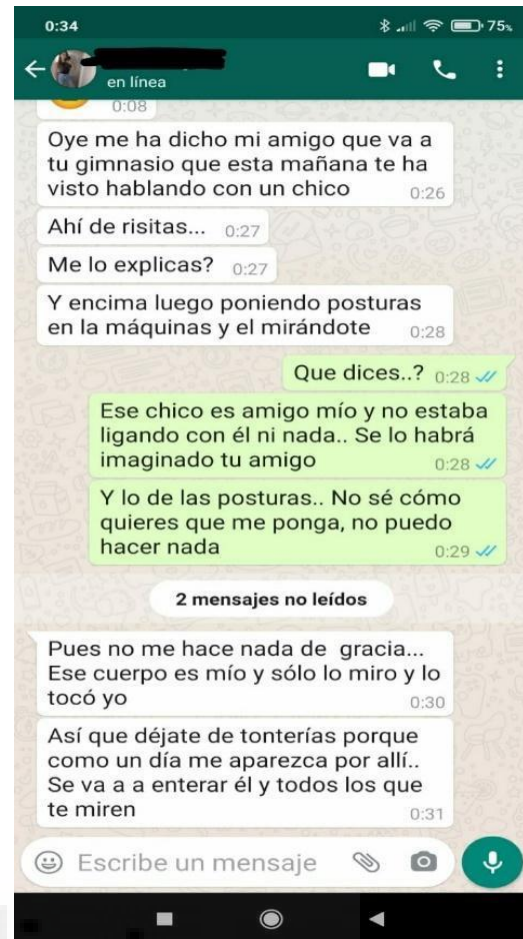 0:34 75%
en línea
0:08
Oye me ha dicho mi amigo que va a
tu gimnasio que esta mañana te ha
visto hablando con un chico 0:26
Ahí de risitas... 0:27
Me lo explicas? 0:27
Y encima luego poniendo posturas
en la máquinas y el mirándote 0:28
Que dices..? 0:28
Ese chico es amigo mío y no estaba
ligando con él ni nada.. Se lo habrá
imaginado tu amigo 0:28
Y lo de las posturas.. No sé cómo
quieres que me ponga, no puedo
hacer nada 0:29
2 mensajes no leídos
Pues no me hace nada de gracia...
Ese cuerpo es mío y sólo lo miro y lo
tocó yo 0:30
Así que déjate de tonterías porque
como un día me aparezca por allí..
Se va a a enterar él y todos los que
te miren 0:31
Escribe un mensaje